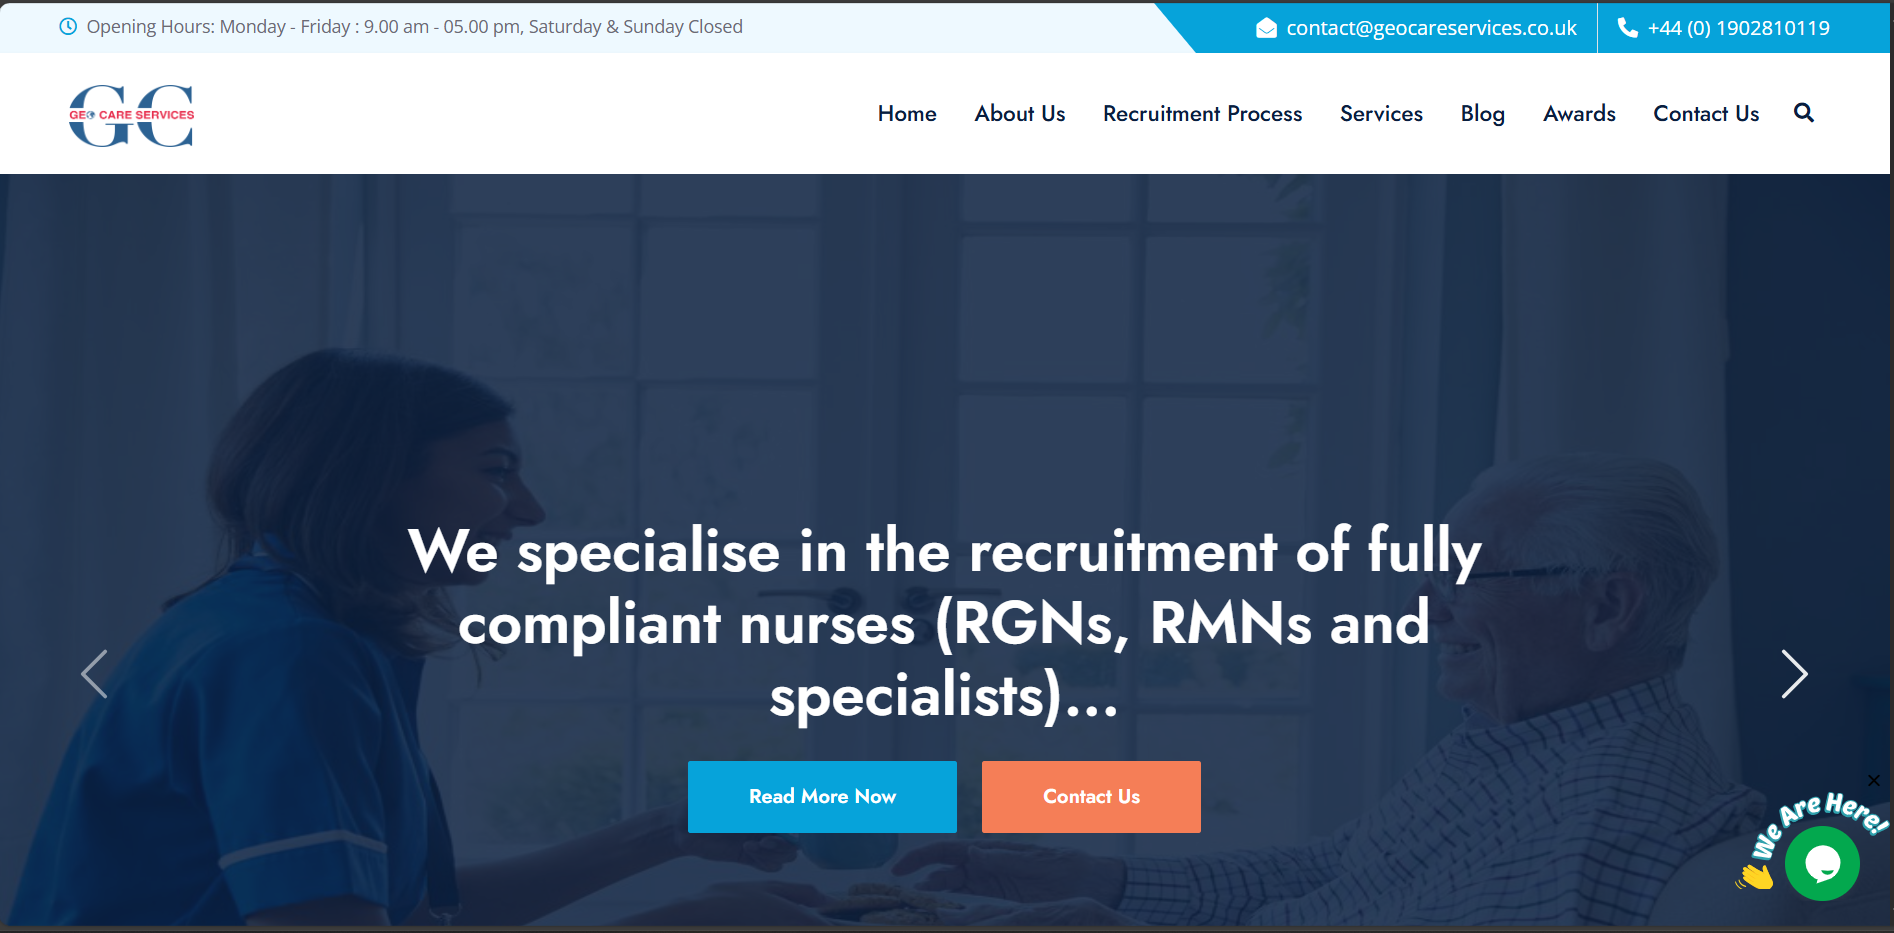 Opening Hours: Monday - Friday : 9.00 am - 05.00 pm, Saturday & Sunday Closed
contact@geocareservices.co.uk
+44 (0) 1902810119
GC
GEO CARE SERVICES
Home
About Us
Recruitment Process
Services
Blog
Awards
Contact Us
We specialise in the recruitment of fully
compliant nurses (RGNs, RMNs and
specialists)...
Read More Now
Contact Us
We Are Here!